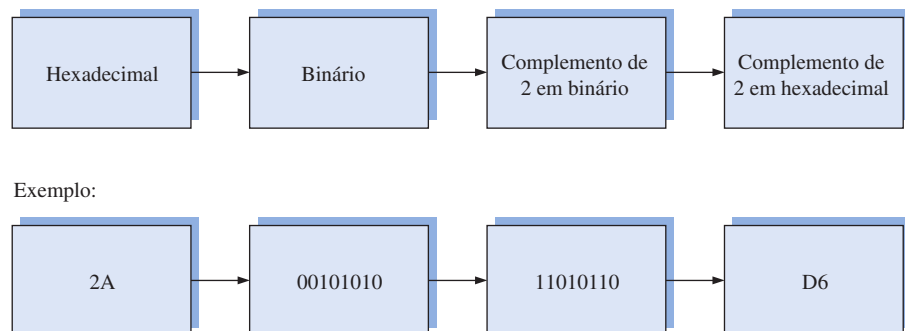 Hexadecimal
Binário
Complemento de
2 em binário
Complemento de
2 em hexadecimal
Exemplo:
2A
00101010
11010110
D6